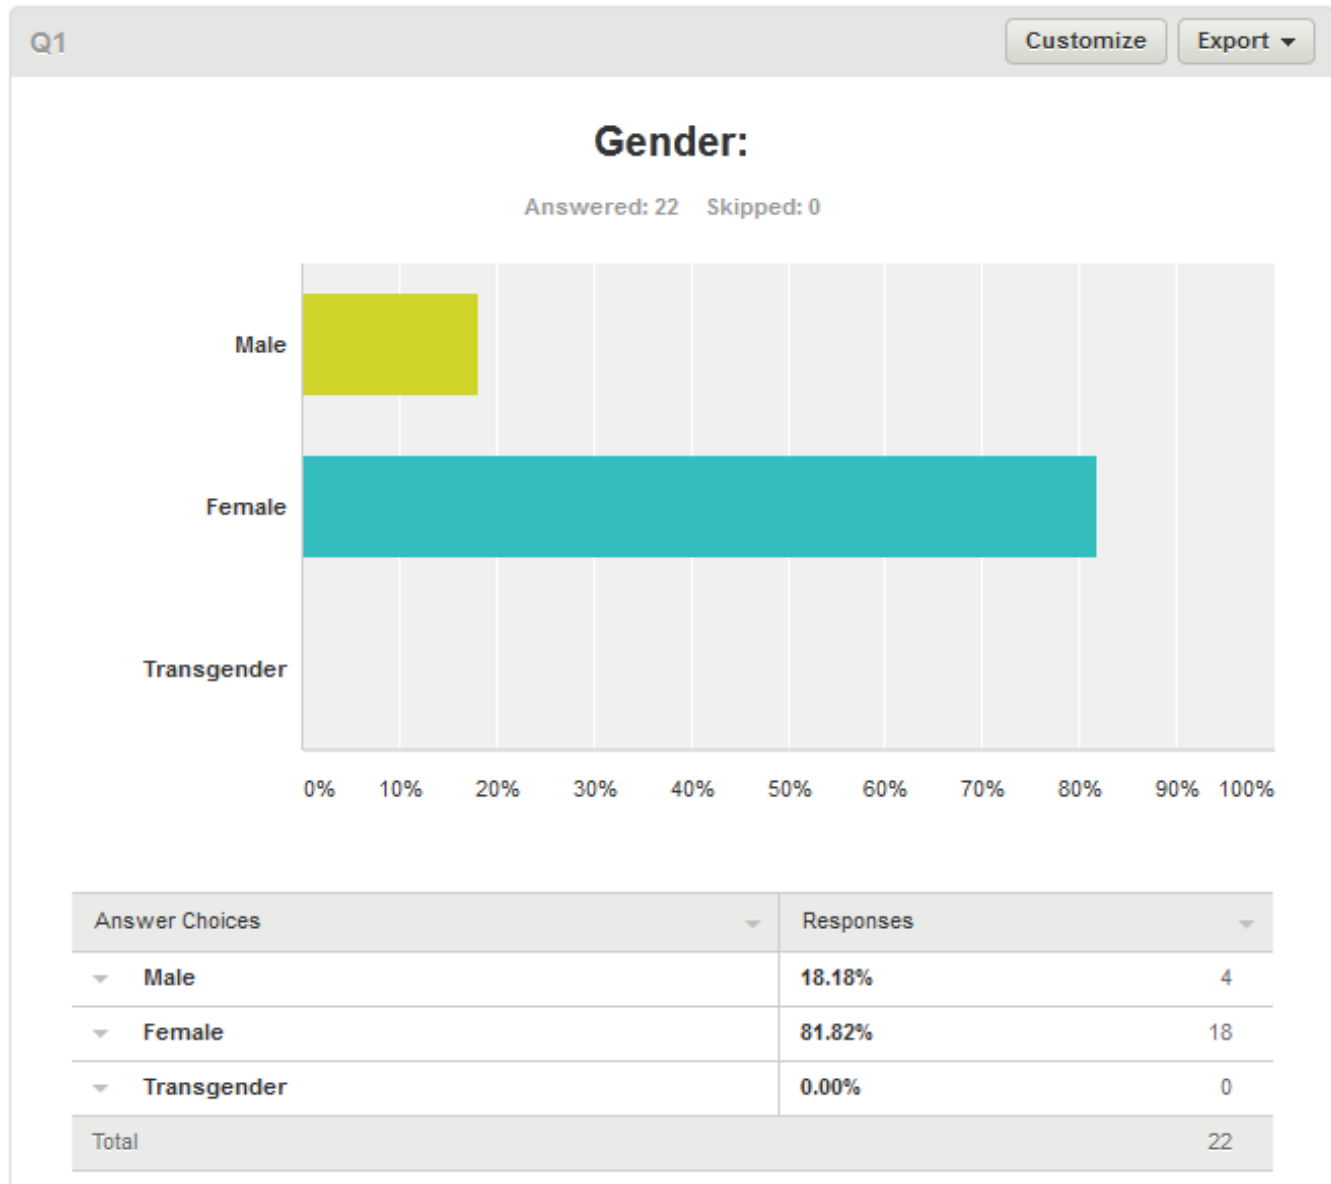 Q1 Customize Export
Gender:
Answered: 22 Skipped: 0
Male
Female
Transgender
0% 10% 20% 30% 40% 50% 60% 70% 80% 90% 100%
Answer Choices Responses
Male 18.18% 4
Female 81.82% 18
Transgender 0.00% 0
Total 22